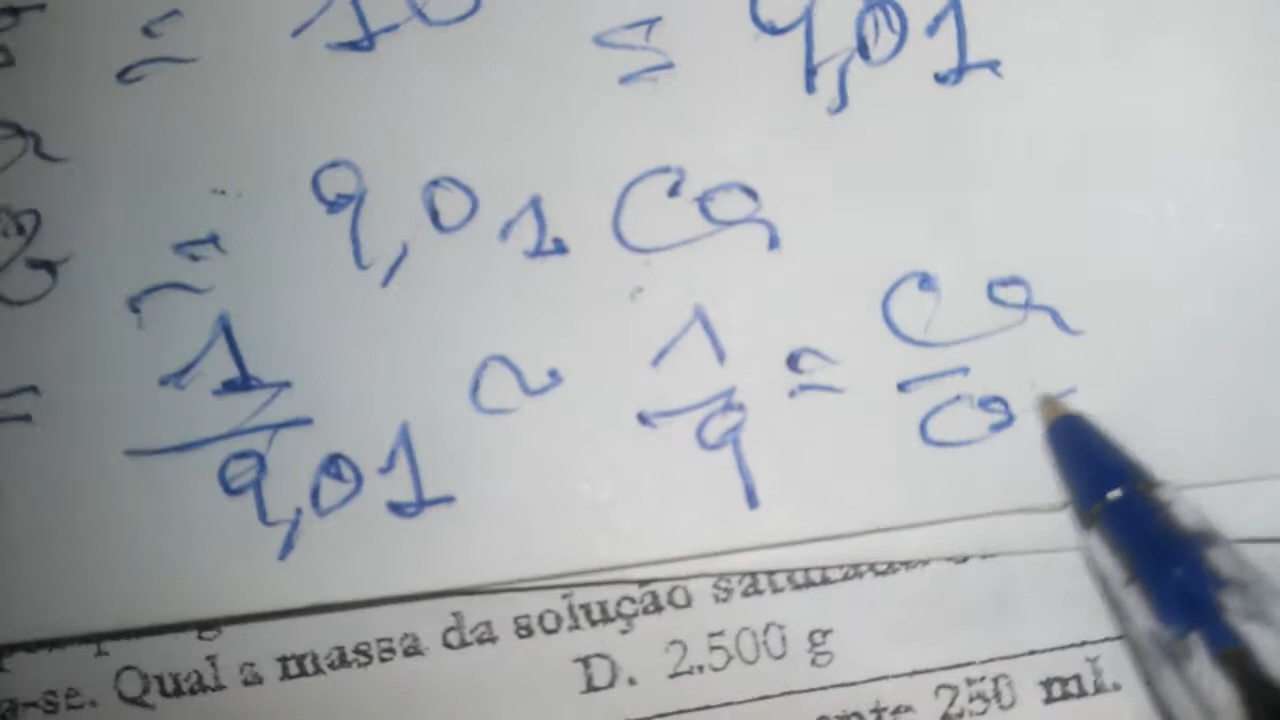 = 10 = 9,01
= 9,01 Ca
= 1/9,01 ~ 1/9 = Ca/
a-se. Qual a massa da solução
D. 2.500 g
250 ml.